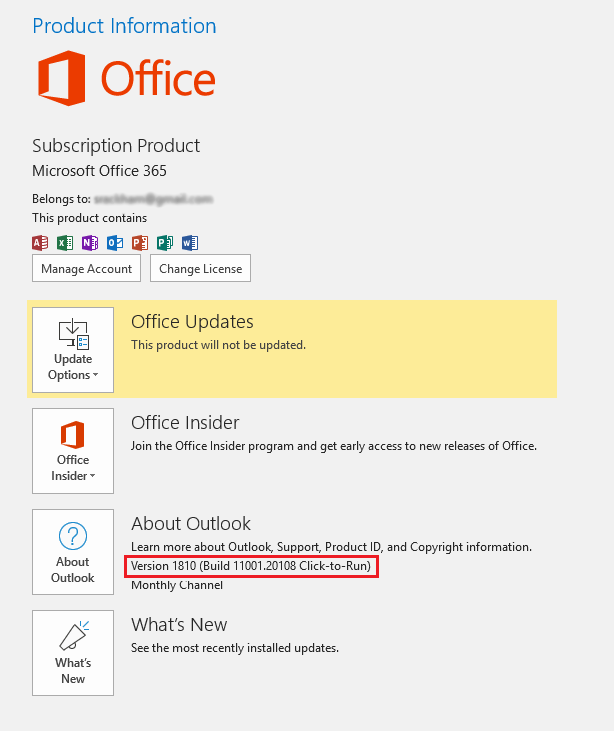 Product Information
Office
Subscription Product
Microsoft Office 365
Belongs to:
This product contains
A X N O P P W
Manage Account
Change License
Update
Options
Office Updates
This product will not be updated.
Office
Insider
Office Insider
Join the Office Insider program and get early access to new releases of Office.
About
Outlook
About Outlook
Learn more about Outlook, Support, Product ID, and Copyright information.
Version 1810 (Build 11001.20108 Click-to-Run)
Monthly Channel
What's
New
What's New
See the most recently installed updates.